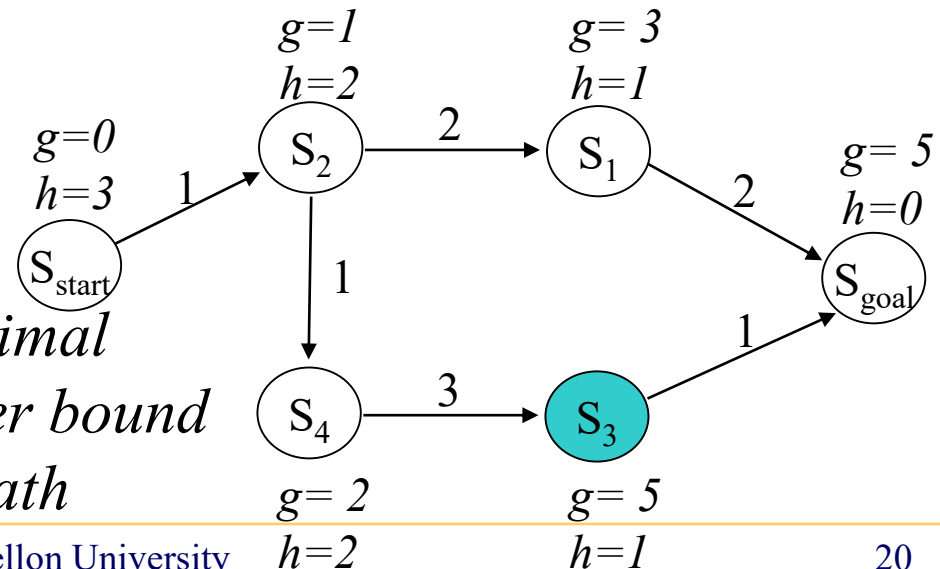 g=1
h=2
g= 3
h=1
g=0
h=3
g= 5
h=0
1
S2
2
S1
2
Sstart
1
Sgoal
1
S4
3
S3
imal
er bound
ath
g= 2
h=2
g= 5
h=1
ellon University
20